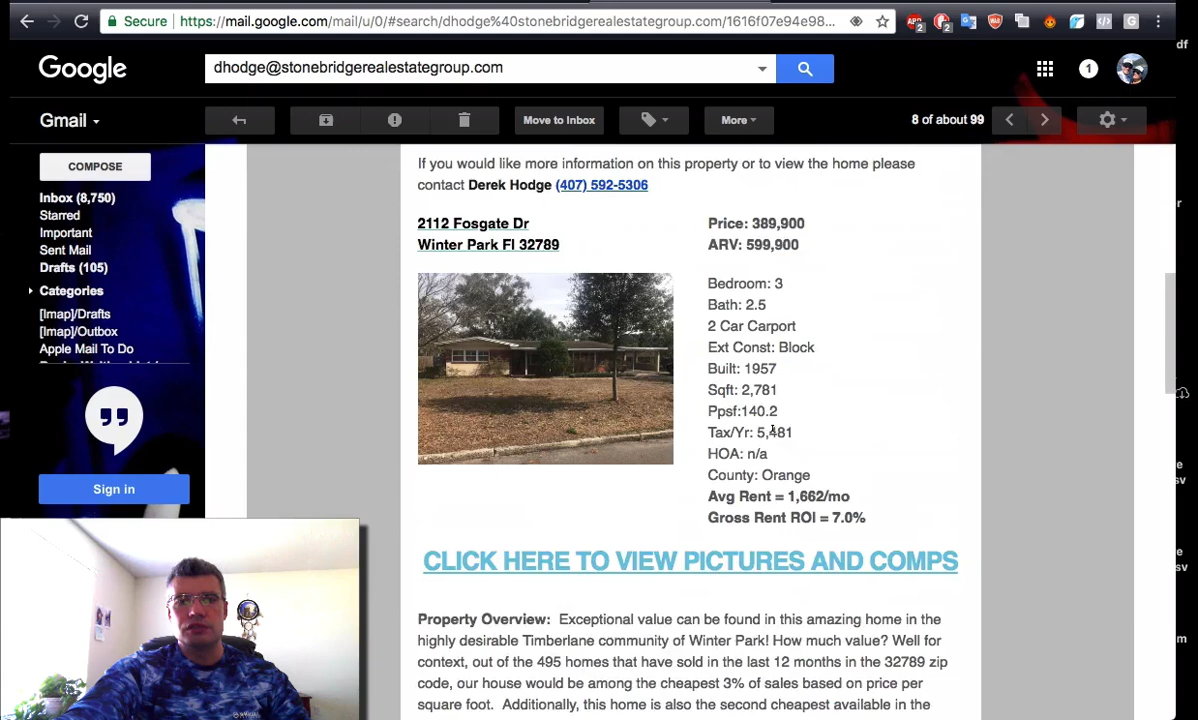 Secure | https://mail.google.com/mail/u/0/#search/dhodge%40stonebridgerealestategroup.com/1616f07e94e98...
2
2
G
df
Google
dhodge@stonebridgerealestategroup.com
1
Gmail
Move to Inbox
More
8 of about 99
COMPOSE
Inbox (8,750)
Starred
Important
Sent Mail
Drafts (105)
Categories
[Imap]/Drafts
[Imap]/Outbox
Apple Mail To Do
Sign in
If you would like more information on this property or to view the home please
contact Derek Hodge (407) 592-5306
2112 Fosgate Dr
Winter Park Fl 32789
Price: 389,900
ARV: 599,900
Bedroom: 3
Bath: 2.5
2 Car Carport
Ext Const: Block
Built: 1957
Sqft: 2,781
Ppsf:140.2
Tax/Yr: 5,481
HOA: n/a
County: Orange
Avg Rent = 1,662/mo
Gross Rent ROI = 7.0%
CLICK HERE TO VIEW PICTURES AND COMPS
Property Overview: Exceptional value can be found in this amazing home in the
highly desirable Timberlane community of Winter Park! How much value? Well for
context, out of the 495 homes that have sold in the last 12 months in the 32789 zip
code, our house would be among the cheapest 3% of sales based on price per
square foot. Additionally, this home is also the second cheapest available in the